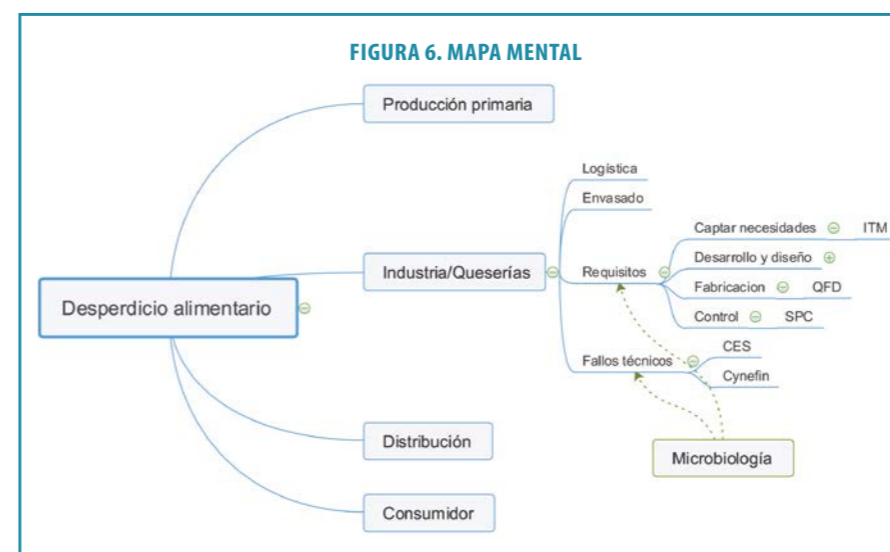 FIGURA 6. MAPA MENTAL
Producción primaria
Logística
Envasado
Captar necesidades
ITM
Desarrollo y diseño
Industria/Queserías
Requisitos
Fabricacion
QFD
Desperdicio alimentario
Control
SPC
CES
Fallos técnicos
Cynefin
Distribución
Microbiología
Consumidor